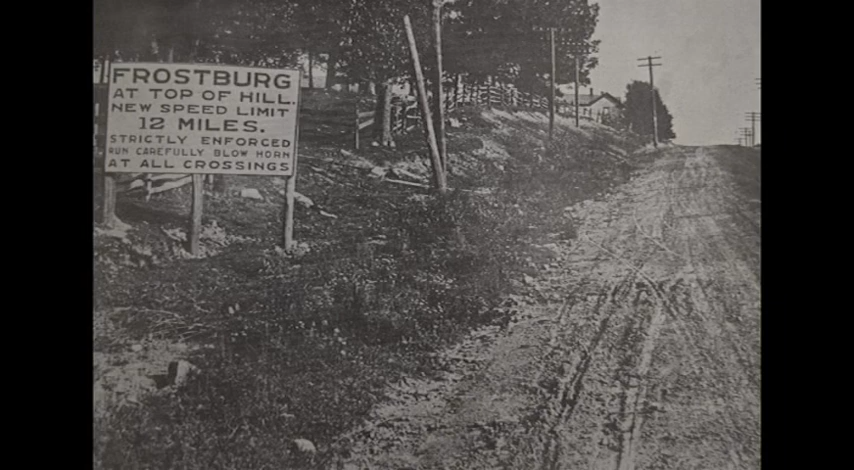 FROSTBURG
AT TOP OF HILL.
NEW SPEED LIMIT
12 MILES.
STRICTLY ENFORCED
RUN CAREFULLY BLOW HORN
AT ALL CROSSINGS